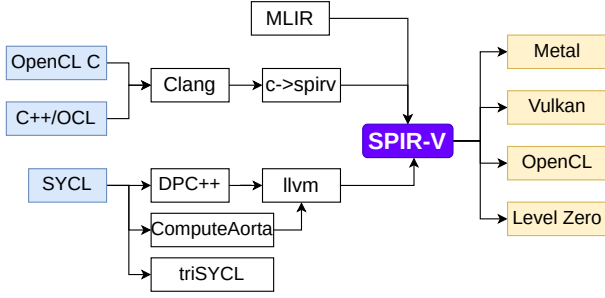 MLIR
OpenCL C
Clang
c->spirv
C++/OCL
SPIR-V
Metal
Vulkan
OpenCL
Level Zero
SYCL
DPC++
llvm
ComputeAorta
triSYCL